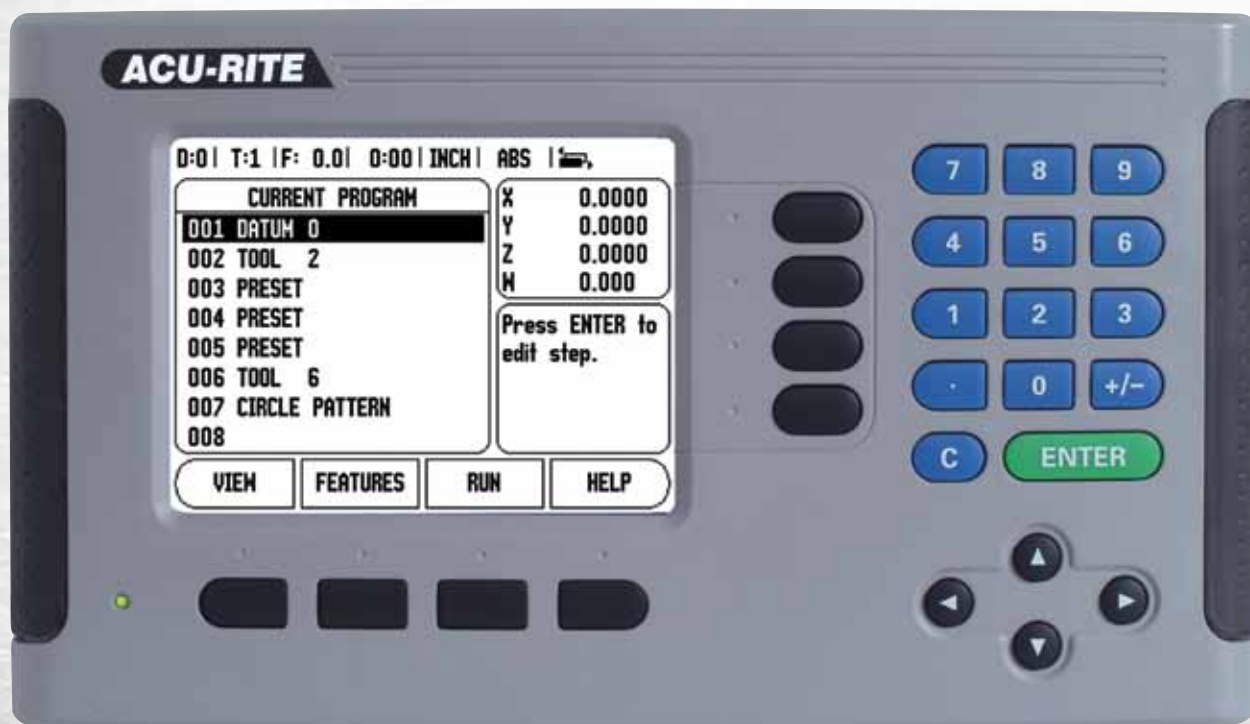 ACU-RITE
D:0| T:1 |F: 0.0| 0:00| INCH| ABS |
CURRENT PROGRAM
001 DATUM 0
002 TOOL 2
003 PRESET
004 PRESET
005 PRESET
006 TOOL 6
007 CIRCLE PATTERN
008
X 0.0000
Y 0.0000
Z 0.0000
W 0.000
Press ENTER to
edit step.
VIEW FEATURES RUN HELP
7 8 9
4 5 6
1 2 3
. 0 +/-
C ENTER